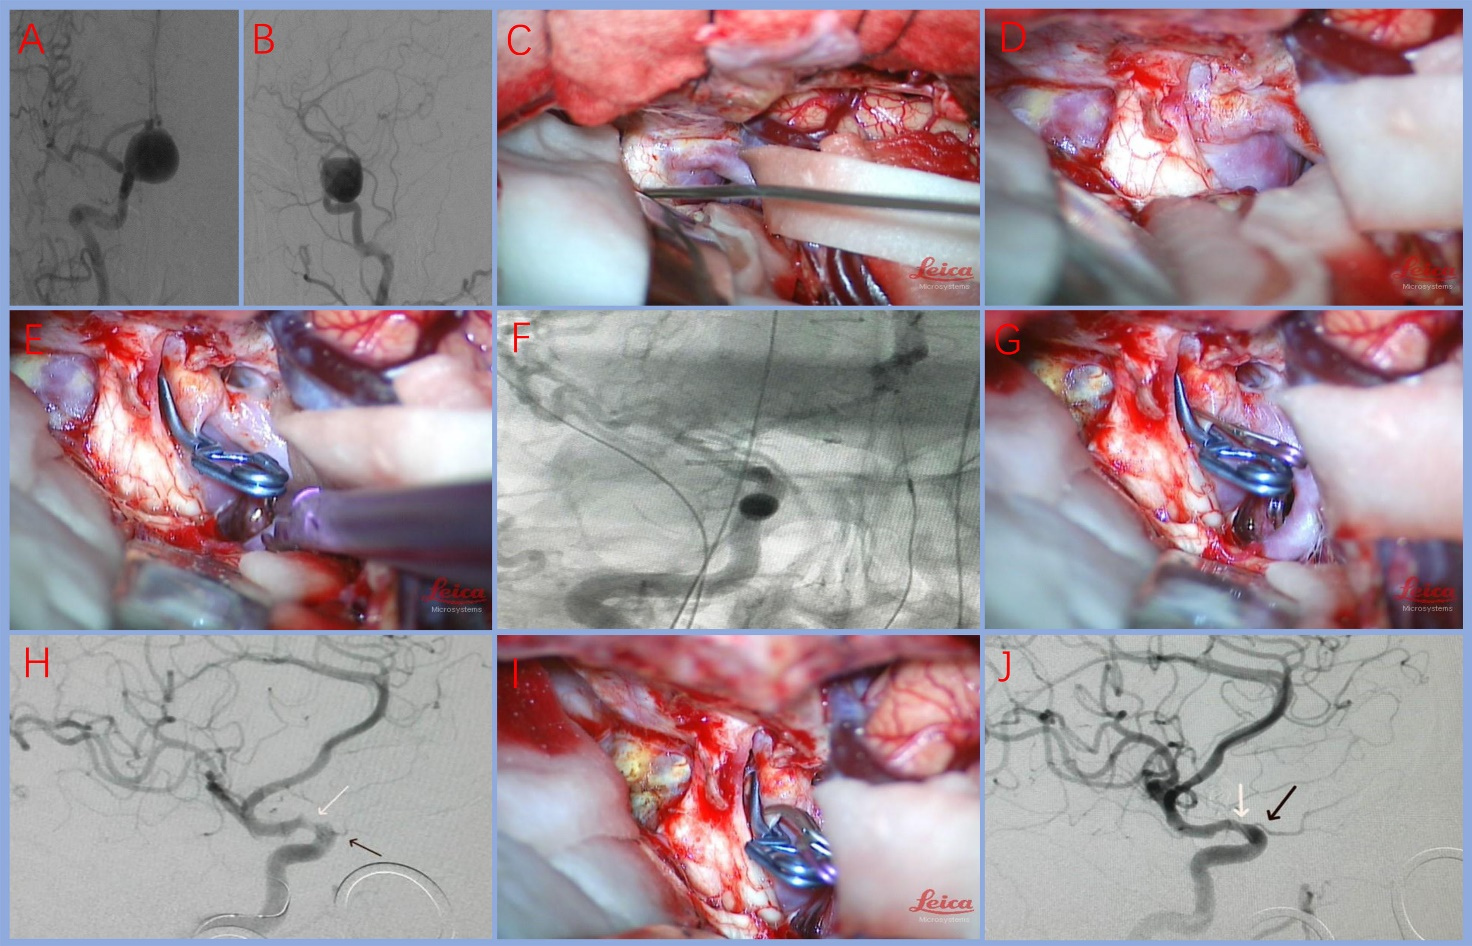 A
B
C
Leica
Microsystems
D
Leica
Microsystems
E
Leica
Microsystems
F
G
Leica
Microsystems
H
I
Leica
Microsystems
J